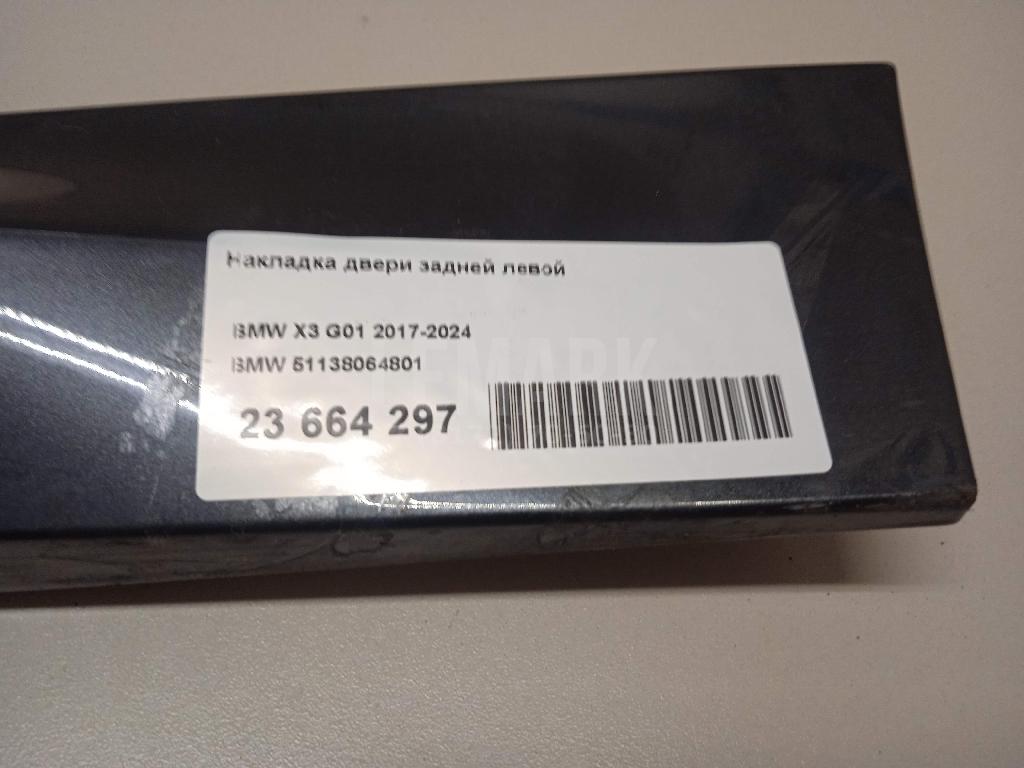 Накладка двери задней левой
BMW X3 G01 2017-2024
BMW 51138064801
23 664 297